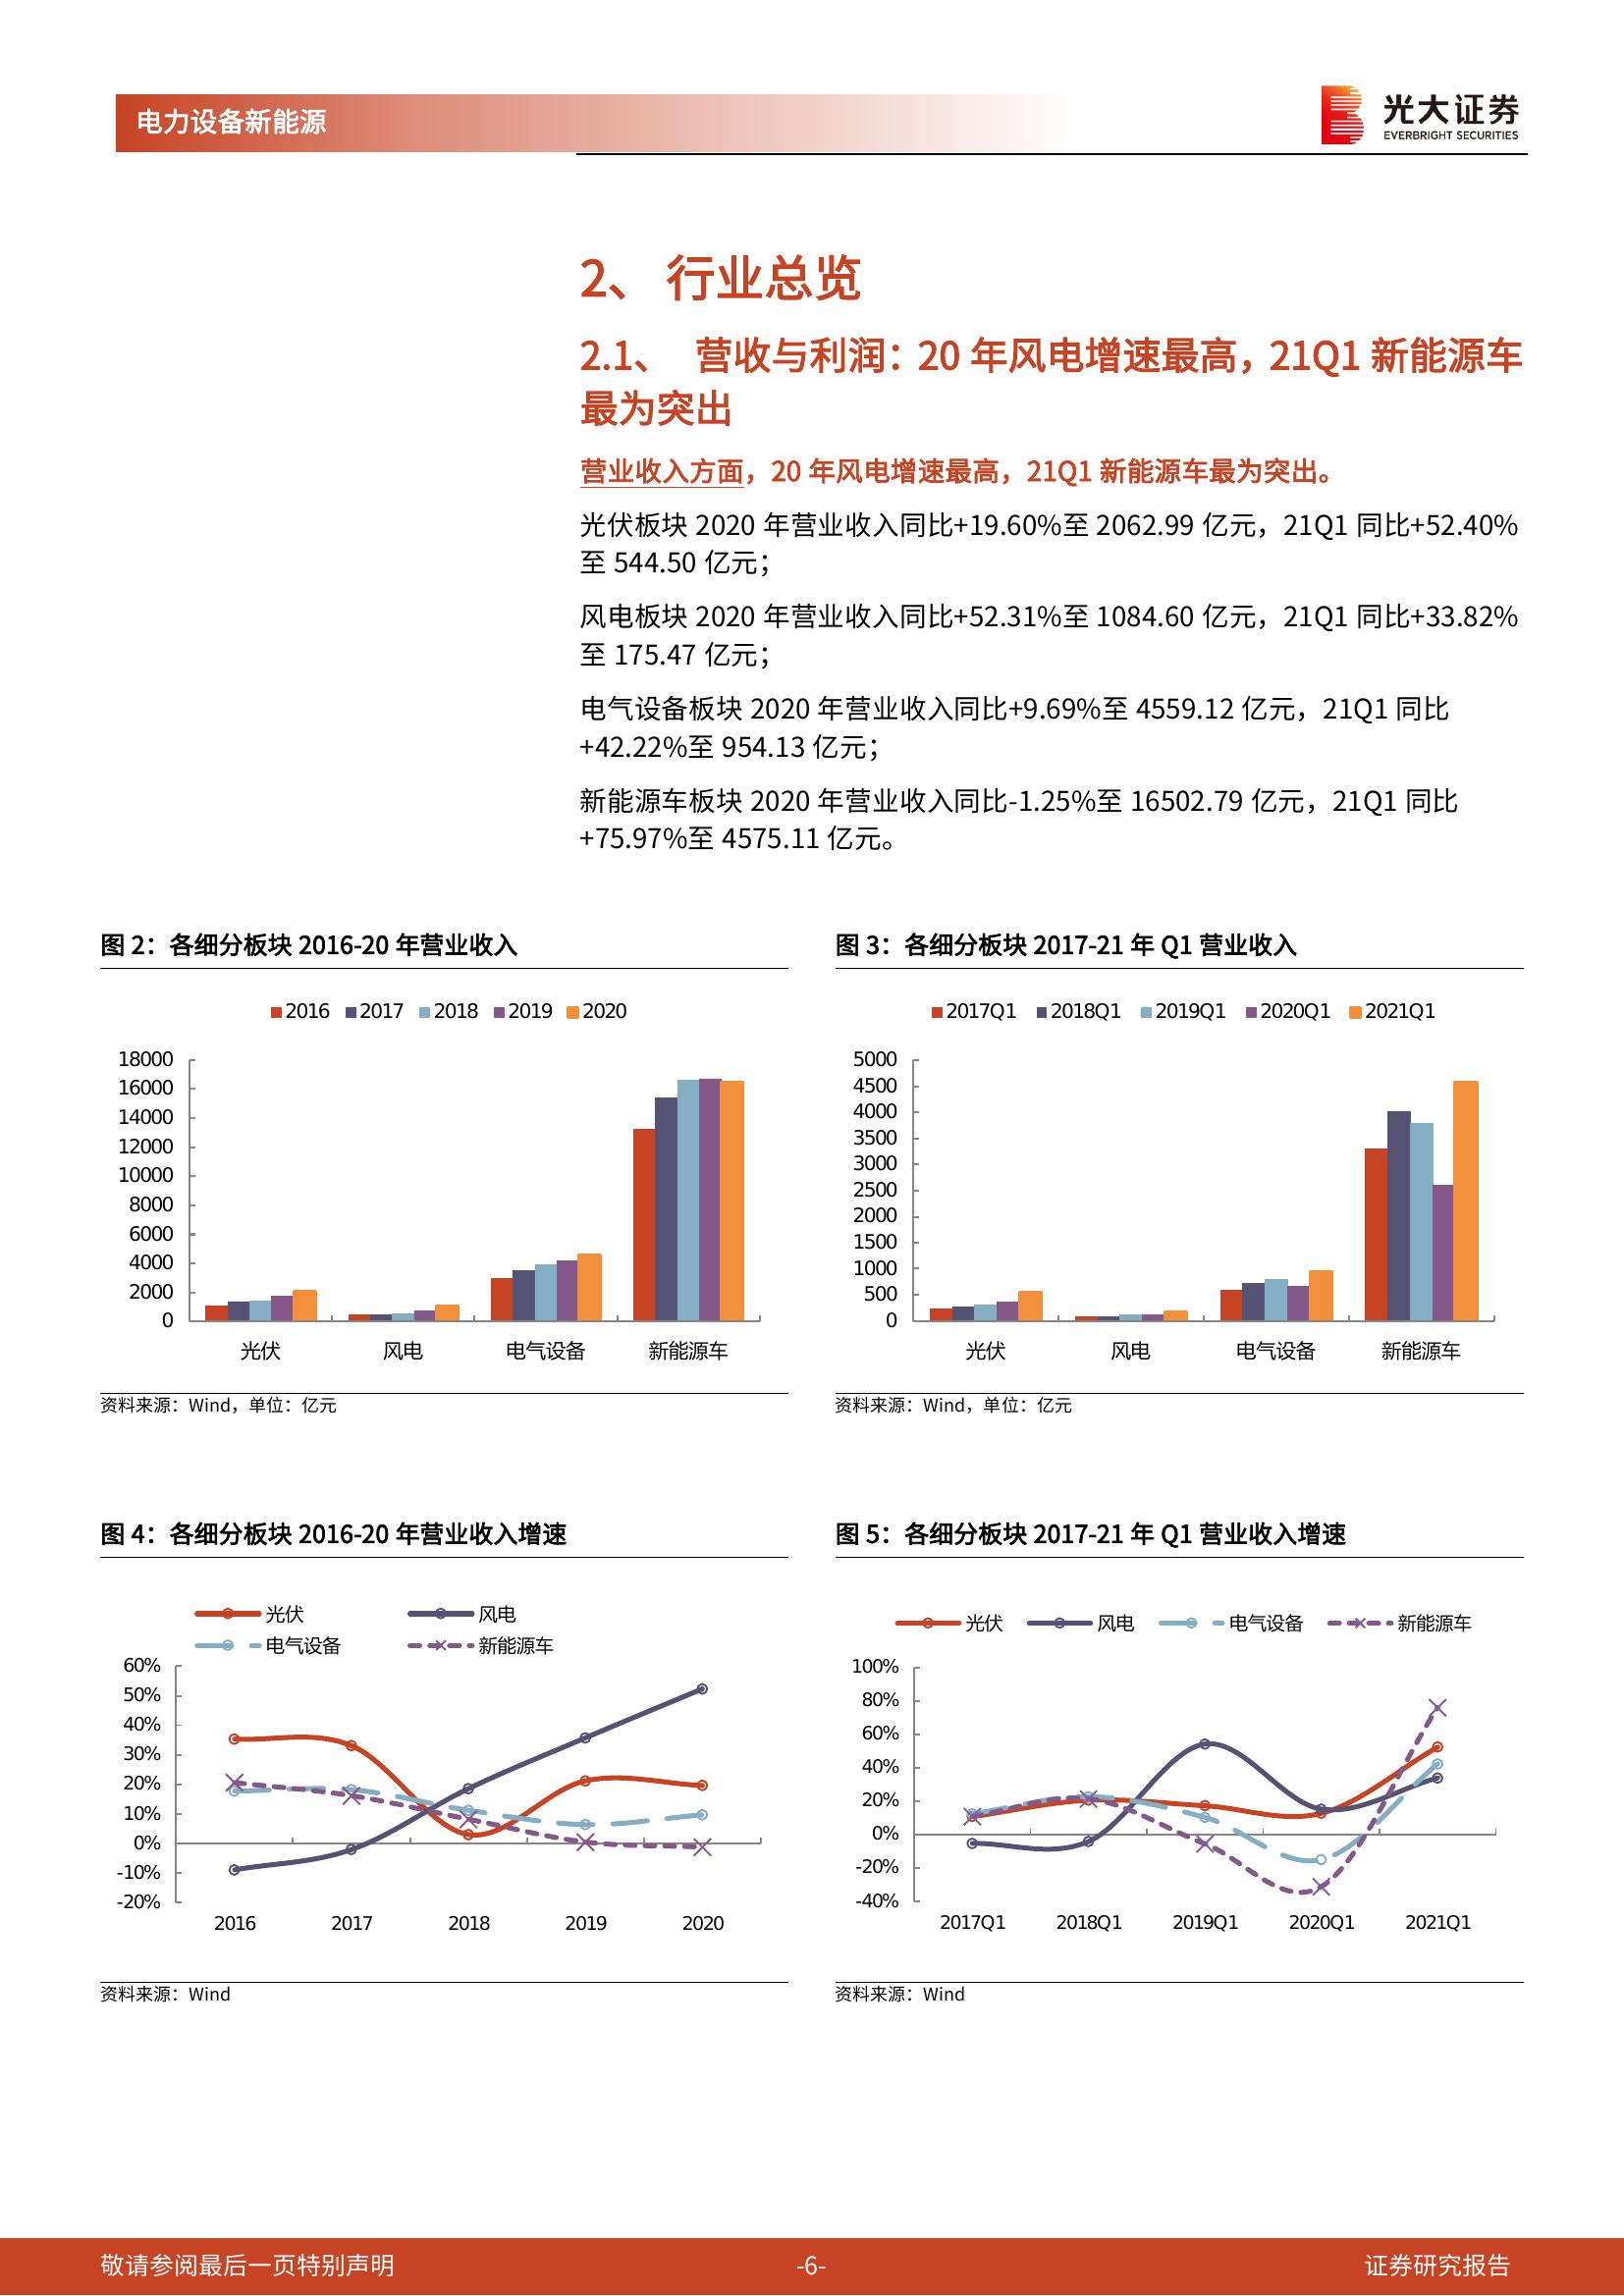 电力设备新能源
光大证券
EVERBRIGHT SECURITIES
2、 行业总览
2.1、 营收与利润：20 年风电增速最高，21Q1 新能源车
最为突出
营业收入方面，20 年风电增速最高，21Q1 新能源车最为突出。
光伏板块 2020 年营业收入同比+19.60%至 2062.99 亿元，21Q1 同比+52.40%
至 544.50 亿元；
风电板块 2020 年营业收入同比+52.31%至 1084.60 亿元，21Q1 同比+33.82%
至 175.47 亿元；
电气设备板块 2020 年营业收入同比+9.69%至 4559.12 亿元，21Q1 同比
+42.22%至 954.13 亿元；
新能源车板块 2020 年营业收入同比-1.25%至 16502.79 亿元，21Q1 同比
+75.97%至 4575.11 亿元。
图 2：各细分板块 2016-20 年营业收入
2016 2017 2018 2019 2020
18000
16000
14000
12000
10000
8000
6000
4000
2000
0
光伏 风电 电气设备 新能源车
资料来源：Wind，单位：亿元
图 3：各细分板块 2017-21 年 Q1 营业收入
2017Q1 2018Q1 2019Q1 2020Q1 2021Q1
5000
4500
4000
3500
3000
2500
2000
1500
1000
500
0
光伏 风电 电气设备 新能源车
资料来源：Wind，单位：亿元
图 4：各细分板块 2016-20 年营业收入增速
光伏 风电
电气设备 新能源车
60%
50%
40%
30%
20%
10%
0%
-10%
-20%
2016 2017 2018 2019 2020
资料来源：Wind
图 5：各细分板块 2017-21 年 Q1 营业收入增速
光伏 风电 电气设备 新能源车
100%
80%
60%
40%
20%
0%
-20%
-40%
2017Q1 2018Q1 2019Q1 2020Q1 2021Q1
资料来源：Wind
敬请参阅最后一页特别声明 -6- 证券研究报告